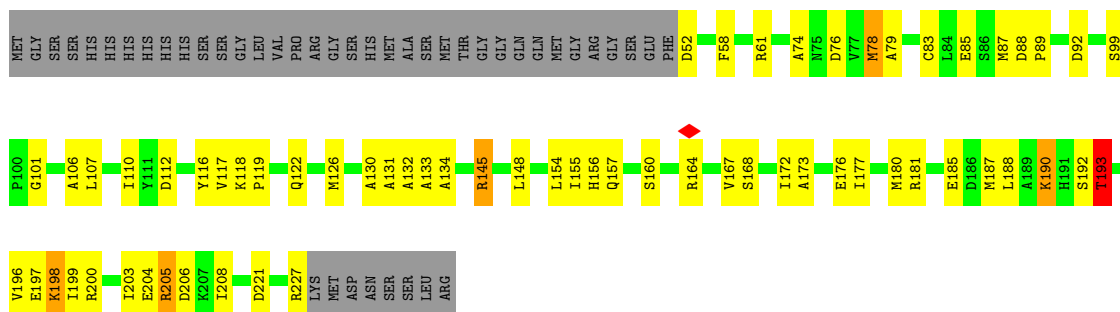 MET GLY SER SER HIS HIS HIS HIS HIS HIS SER SER GLY LEU VAL PRO ARG GLY SER HIS MET ALA SER MET THR GLY GLY GLN GLN MET GLY ARG GLY SER GLU PHE D52 F58 R61 A74 N75 D76 V77 M78 A79 C83 L84 E85 S86 M87 D88 P89 D92 S99
P100 G101 A106 L107 I110 Y111 D112 Y116 V117 K118 P119 Q122 M126 A130 A131 A132 A133 A134 R145 L148 L154 I155 H156 Q157 S160 R164 V167 S168 I172 A173 E176 I177 M180 R181 E185 D186 M187 L188 A189 K190 H191 S192 T193
V196 E197 K198 I199 R200 I203 E204 R205 D206 K207 I208 D221 R227 LYS MET ASP ASN SER SER LEU ARG